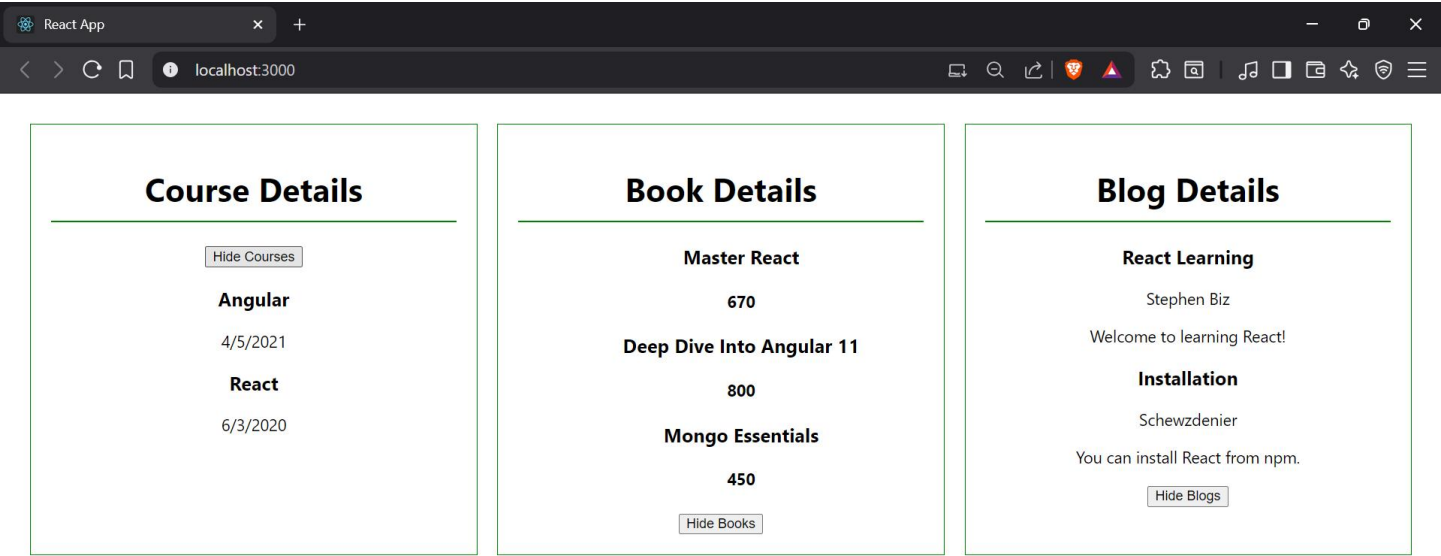 React App
localhost:3000
Course Details
Hide Courses
Angular
4/5/2021
React
6/3/2020
Book Details
Master React
670
Deep Dive Into Angular 11
800
Mongo Essentials
450
Hide Books
Blog Details
React Learning
Stephen Biz
Welcome to learning React!
Installation
Schewzdenier
You can install React from npm.
Hide Blogs